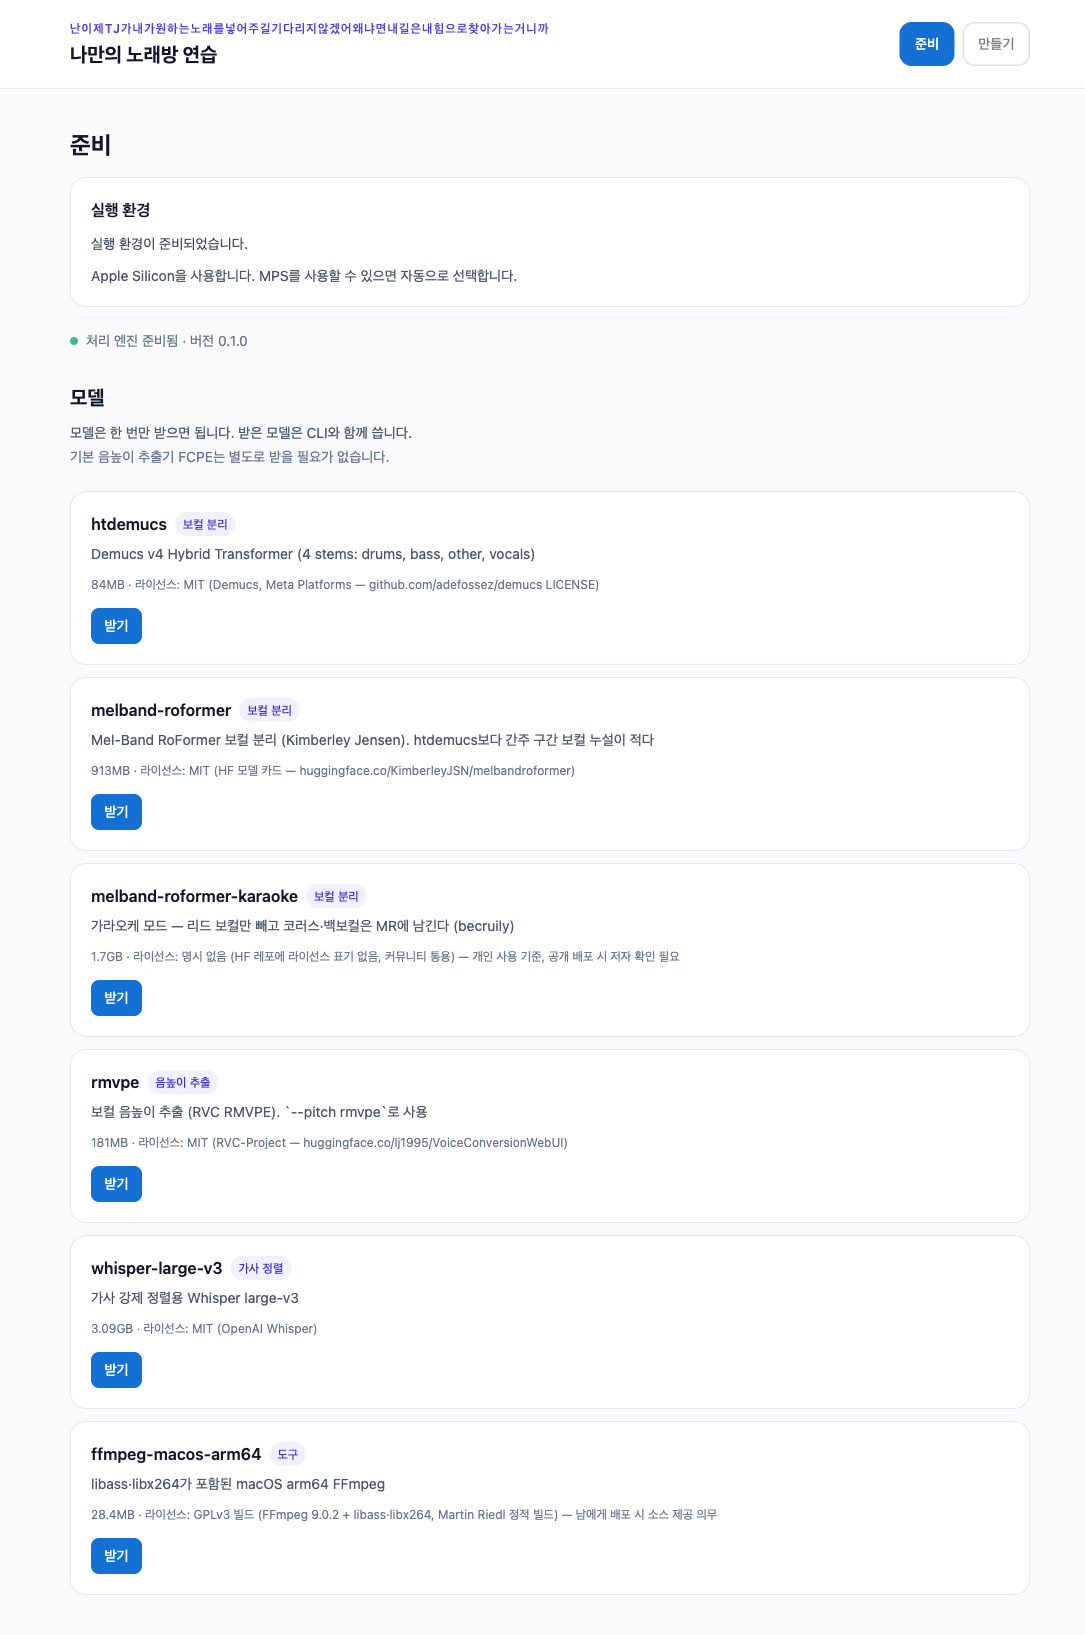 난이제TJ가내가원하는노래를넣어주길기다리지않겠어왜냐면내길은내힘으로찾아가는거니까
나만의 노래방 연습
준비
만들기
준비
실행 환경
실행 환경이 준비되었습니다.
Apple Silicon을 사용합니다. MPS를 사용할 수 있으면 자동으로 선택합니다.
처리 엔진 준비됨 · 버전 0.1.0
모델
모델은 한 번만 받으면 됩니다. 받은 모델은 CLI와 함께 씁니다.
기본 음높이 추출기 FCPE는 별도로 받을 필요가 없습니다.
htdemucs 보컬 분리
Demucs v4 Hybrid Transformer (4 stems: drums, bass, other, vocals)
84MB · 라이선스: MIT (Demucs, Meta Platforms — github.com/adefossez/demucs LICENSE)
받기
melband-roformer 보컬 분리
Mel-Band RoFormer 보컬 분리 (Kimberley Jensen). htdemucs보다 간주 구간 보컬 누설이 적다
913MB · 라이선스: MIT (HF 모델 카드 — huggingface.co/KimberleyJSN/melbandroformer)
받기
melband-roformer-karaoke 보컬 분리
가라오케 모드 — 리드 보컬만 빼고 코러스·백보컬은 MR에 남긴다 (becruily)
1.7GB · 라이선스: 명시 없음 (HF 레포에 라이선스 표기 없음, 커뮤니티 통용) — 개인 사용 기준, 공개 배포 시 저자 확인 필요
받기
rmvpe 음높이 추출
보컬 음높이 추출 (RVC RMVPE). `--pitch rmvpe`로 사용
181MB · 라이선스: MIT (RVC-Project — huggingface.co/lj1995/VoiceConversionWebUI)
받기
whisper-large-v3 가사 정렬
가사 강제 정렬용 Whisper large-v3
3.09GB · 라이선스: MIT (OpenAI Whisper)
받기
ffmpeg-macos-arm64 도구
libass·libx264가 포함된 macOS arm64 FFmpeg
28.4MB · 라이선스: GPLv3 빌드 (FFmpeg 9.0.2 + libass·libx264, Martin Riedl 정적 빌드) — 남에게 배포 시 소스 제공 의무
받기